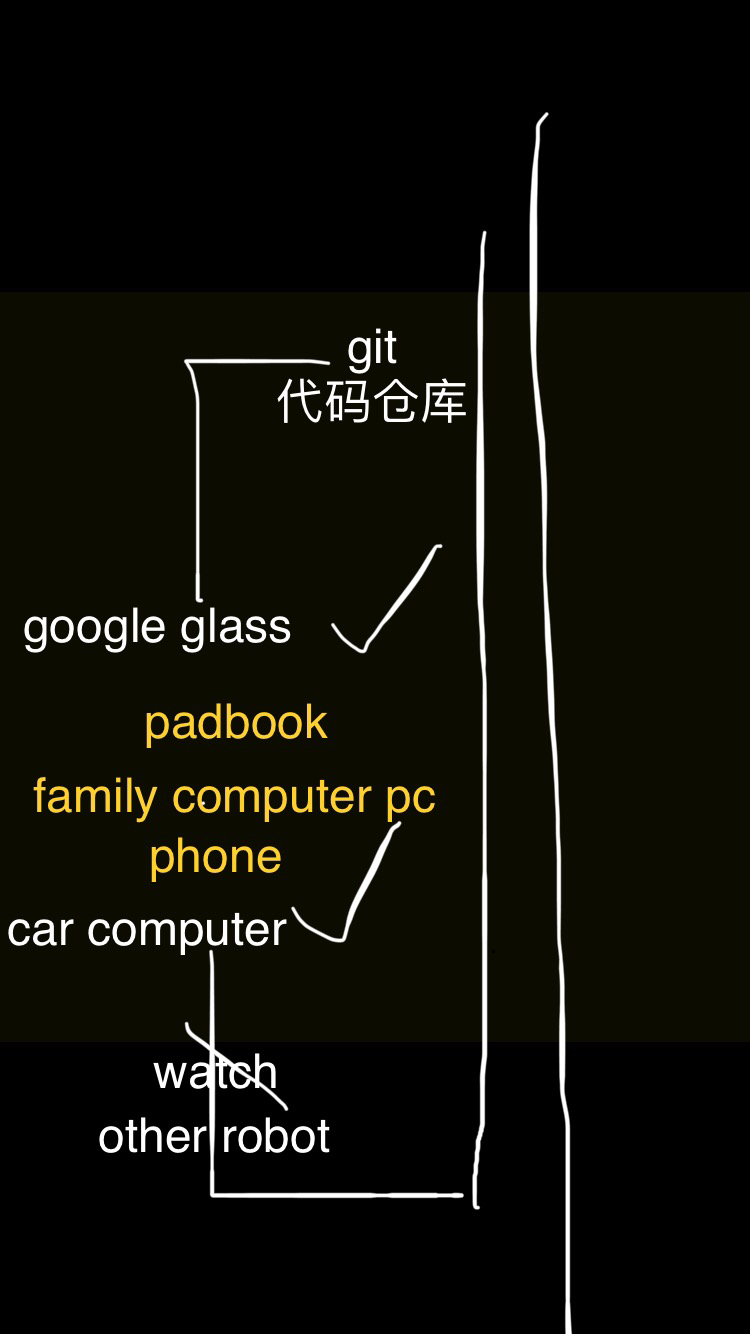 git
代码仓库
google glass
padbook
family computer pc
phone
car computer
watch
other robot